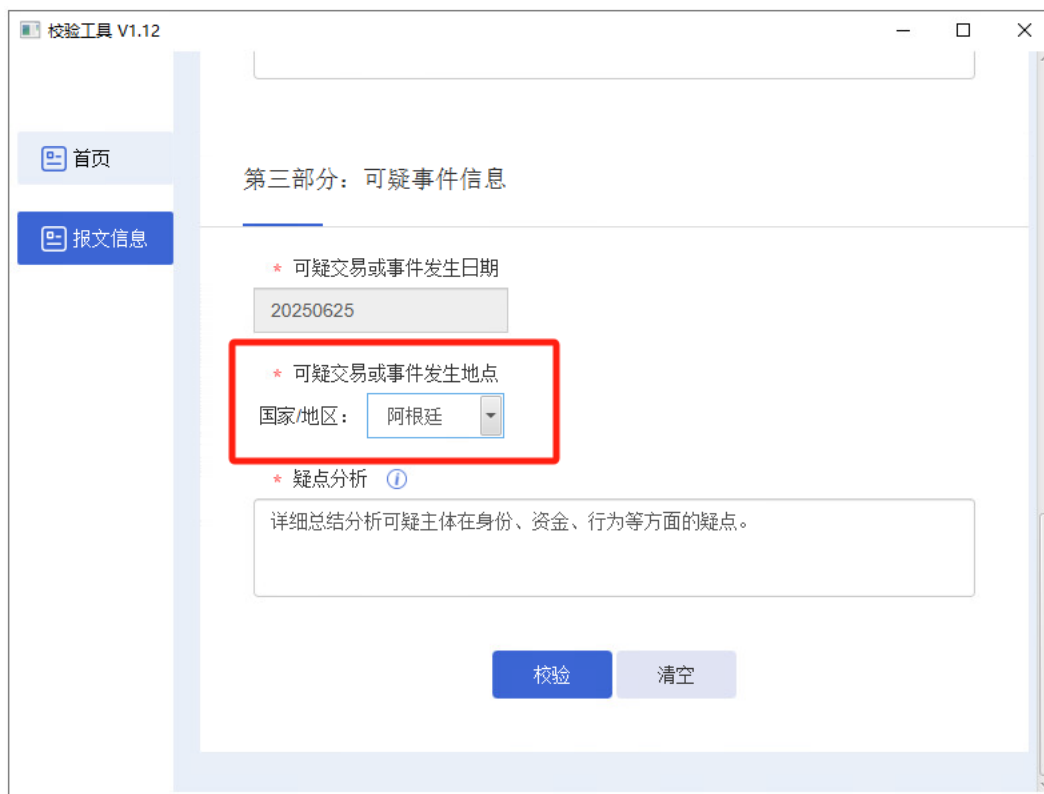 校验工具 V1.12
首页
报文信息
第三部分：可疑事件信息
* 可疑交易或事件发生日期
20250625
* 可疑交易或事件发生地点
国家/地区： 阿根廷
* 疑点分析 i
详细总结分析可疑主体在身份、资金、行为等方面的疑点。
校验 清空